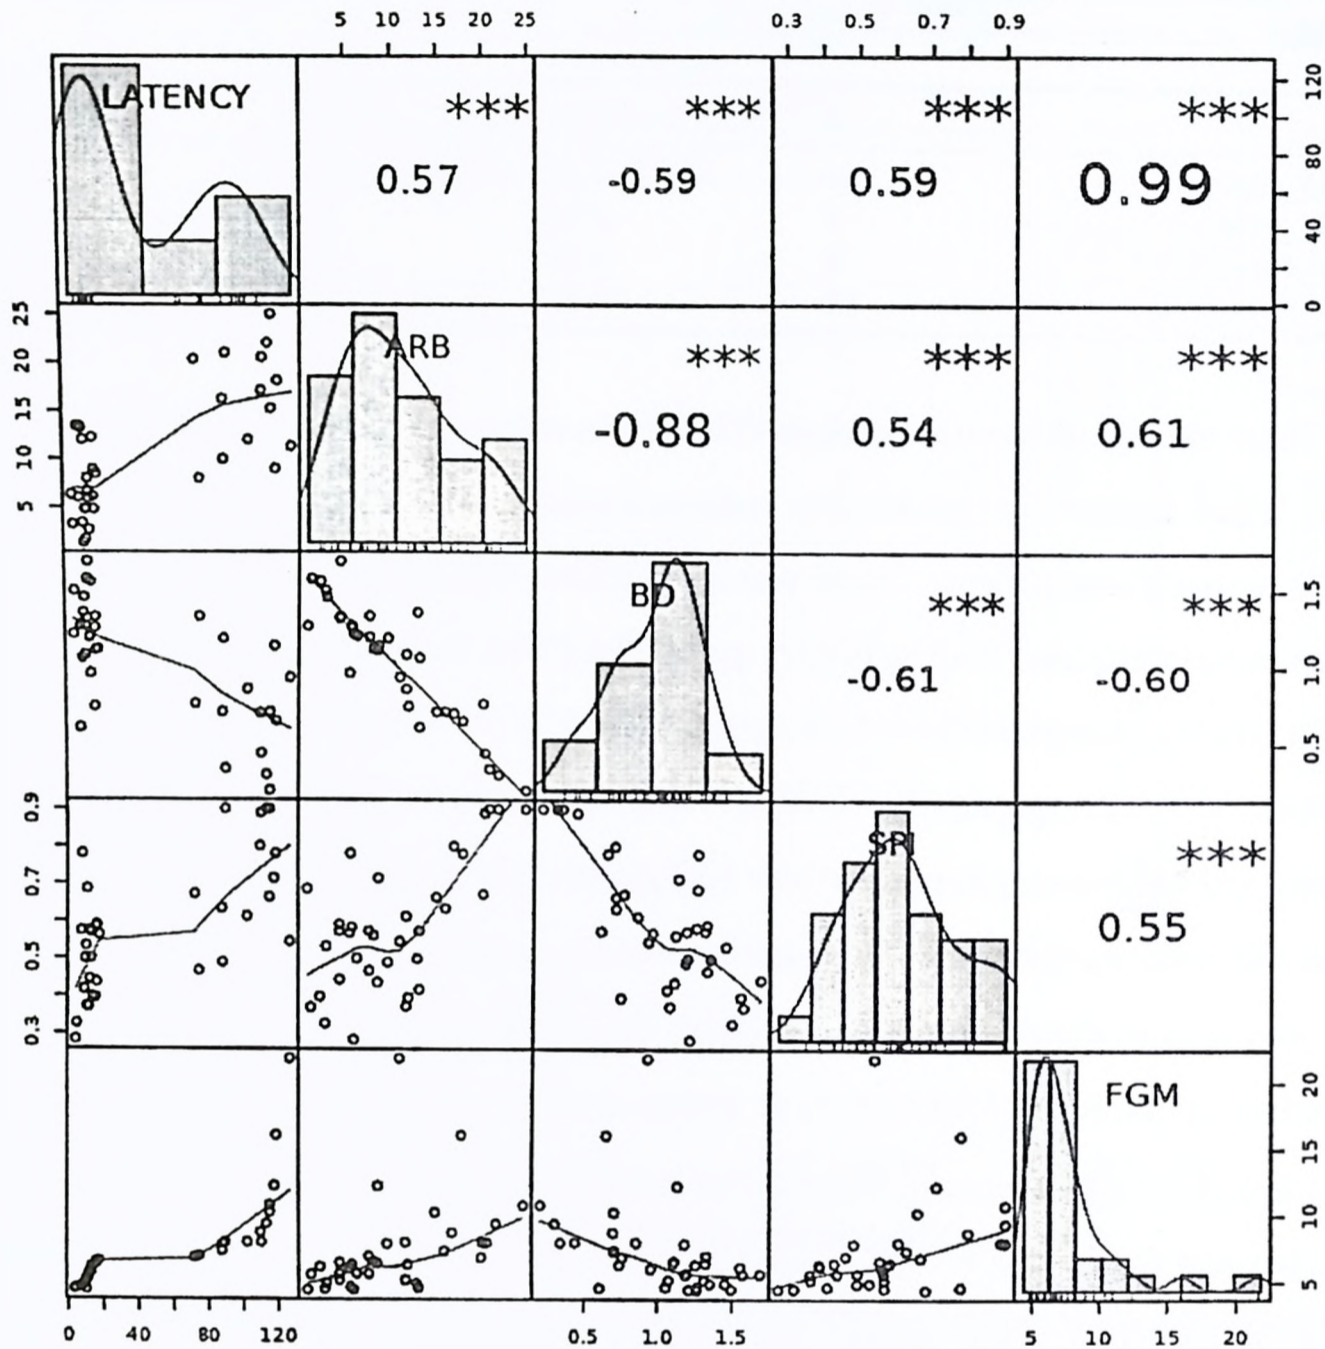 5 10 15 20 25 0.3 0.5 0.7 0.9
LATENCY *** *** *** ***
0.57 -0.59 0.59 0.99
0 40 80 120
5 10 15 20 25
ARB *** *** ***
-0.88 0.54 0.61
BD *** ***
-0.61 -0.60
0.5 1.0 1.5
0.3 0.5 0.7 0.9
SRI ***
0.55
FGM
5 10 15 20
0 40 80 120 0.5 1.0 1.5 5 10 15 20